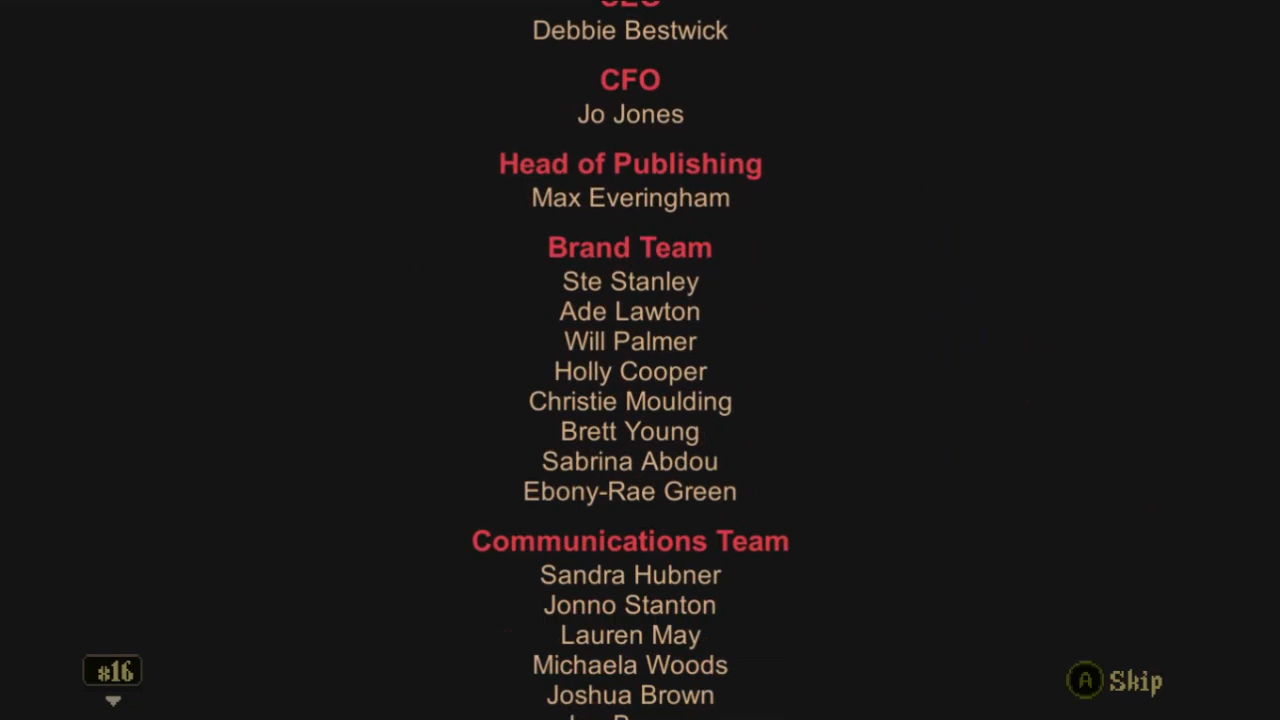 CEO
Debbie Bestwick
CFO
Jo Jones
Head of Publishing
Max Everingham
Brand Team
Ste Stanley
Ade Lawton
Will Palmer
Holly Cooper
Christie Moulding
Brett Young
Sabrina Abdou
Ebony-Rae Green
Communications Team
Sandra Hubner
Jonno Stanton
Lauren May
Michaela Woods
Joshua Brown
x16
A Skip